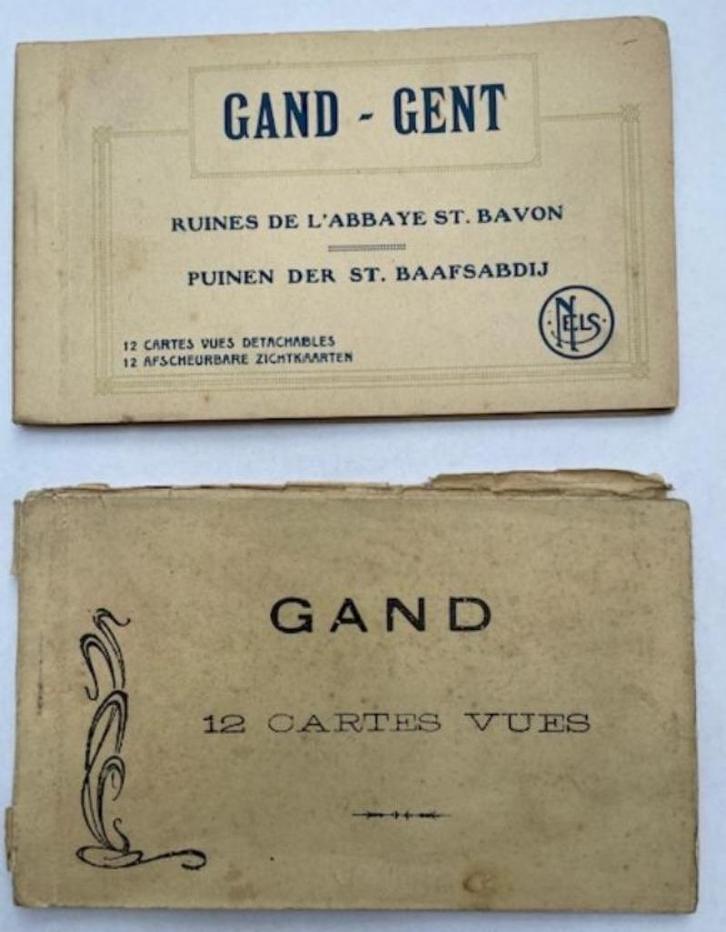 GAND - GENT
RUINES DE L'ABBAYE ST. BAVON
PUINEN DER ST. BAAFSABDIJ
12 CARTES VUES DETACHABLES
12 AFSCHEURBARE ZICHTKAARTEN
NELS
GAND
12 CARTES VUES